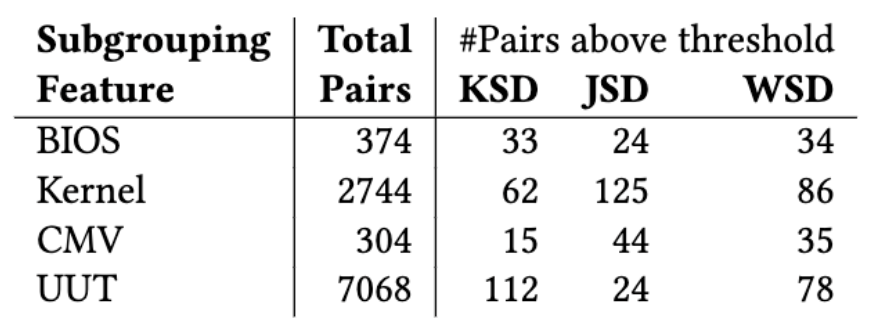 Subgrouping Total #Pairs above threshold
Feature Pairs KSD JSD WSD
BIOS 374 33 24 34
Kernel 2744 62 125 86
CMV 304 15 44 35
UUT 7068 112 24 78